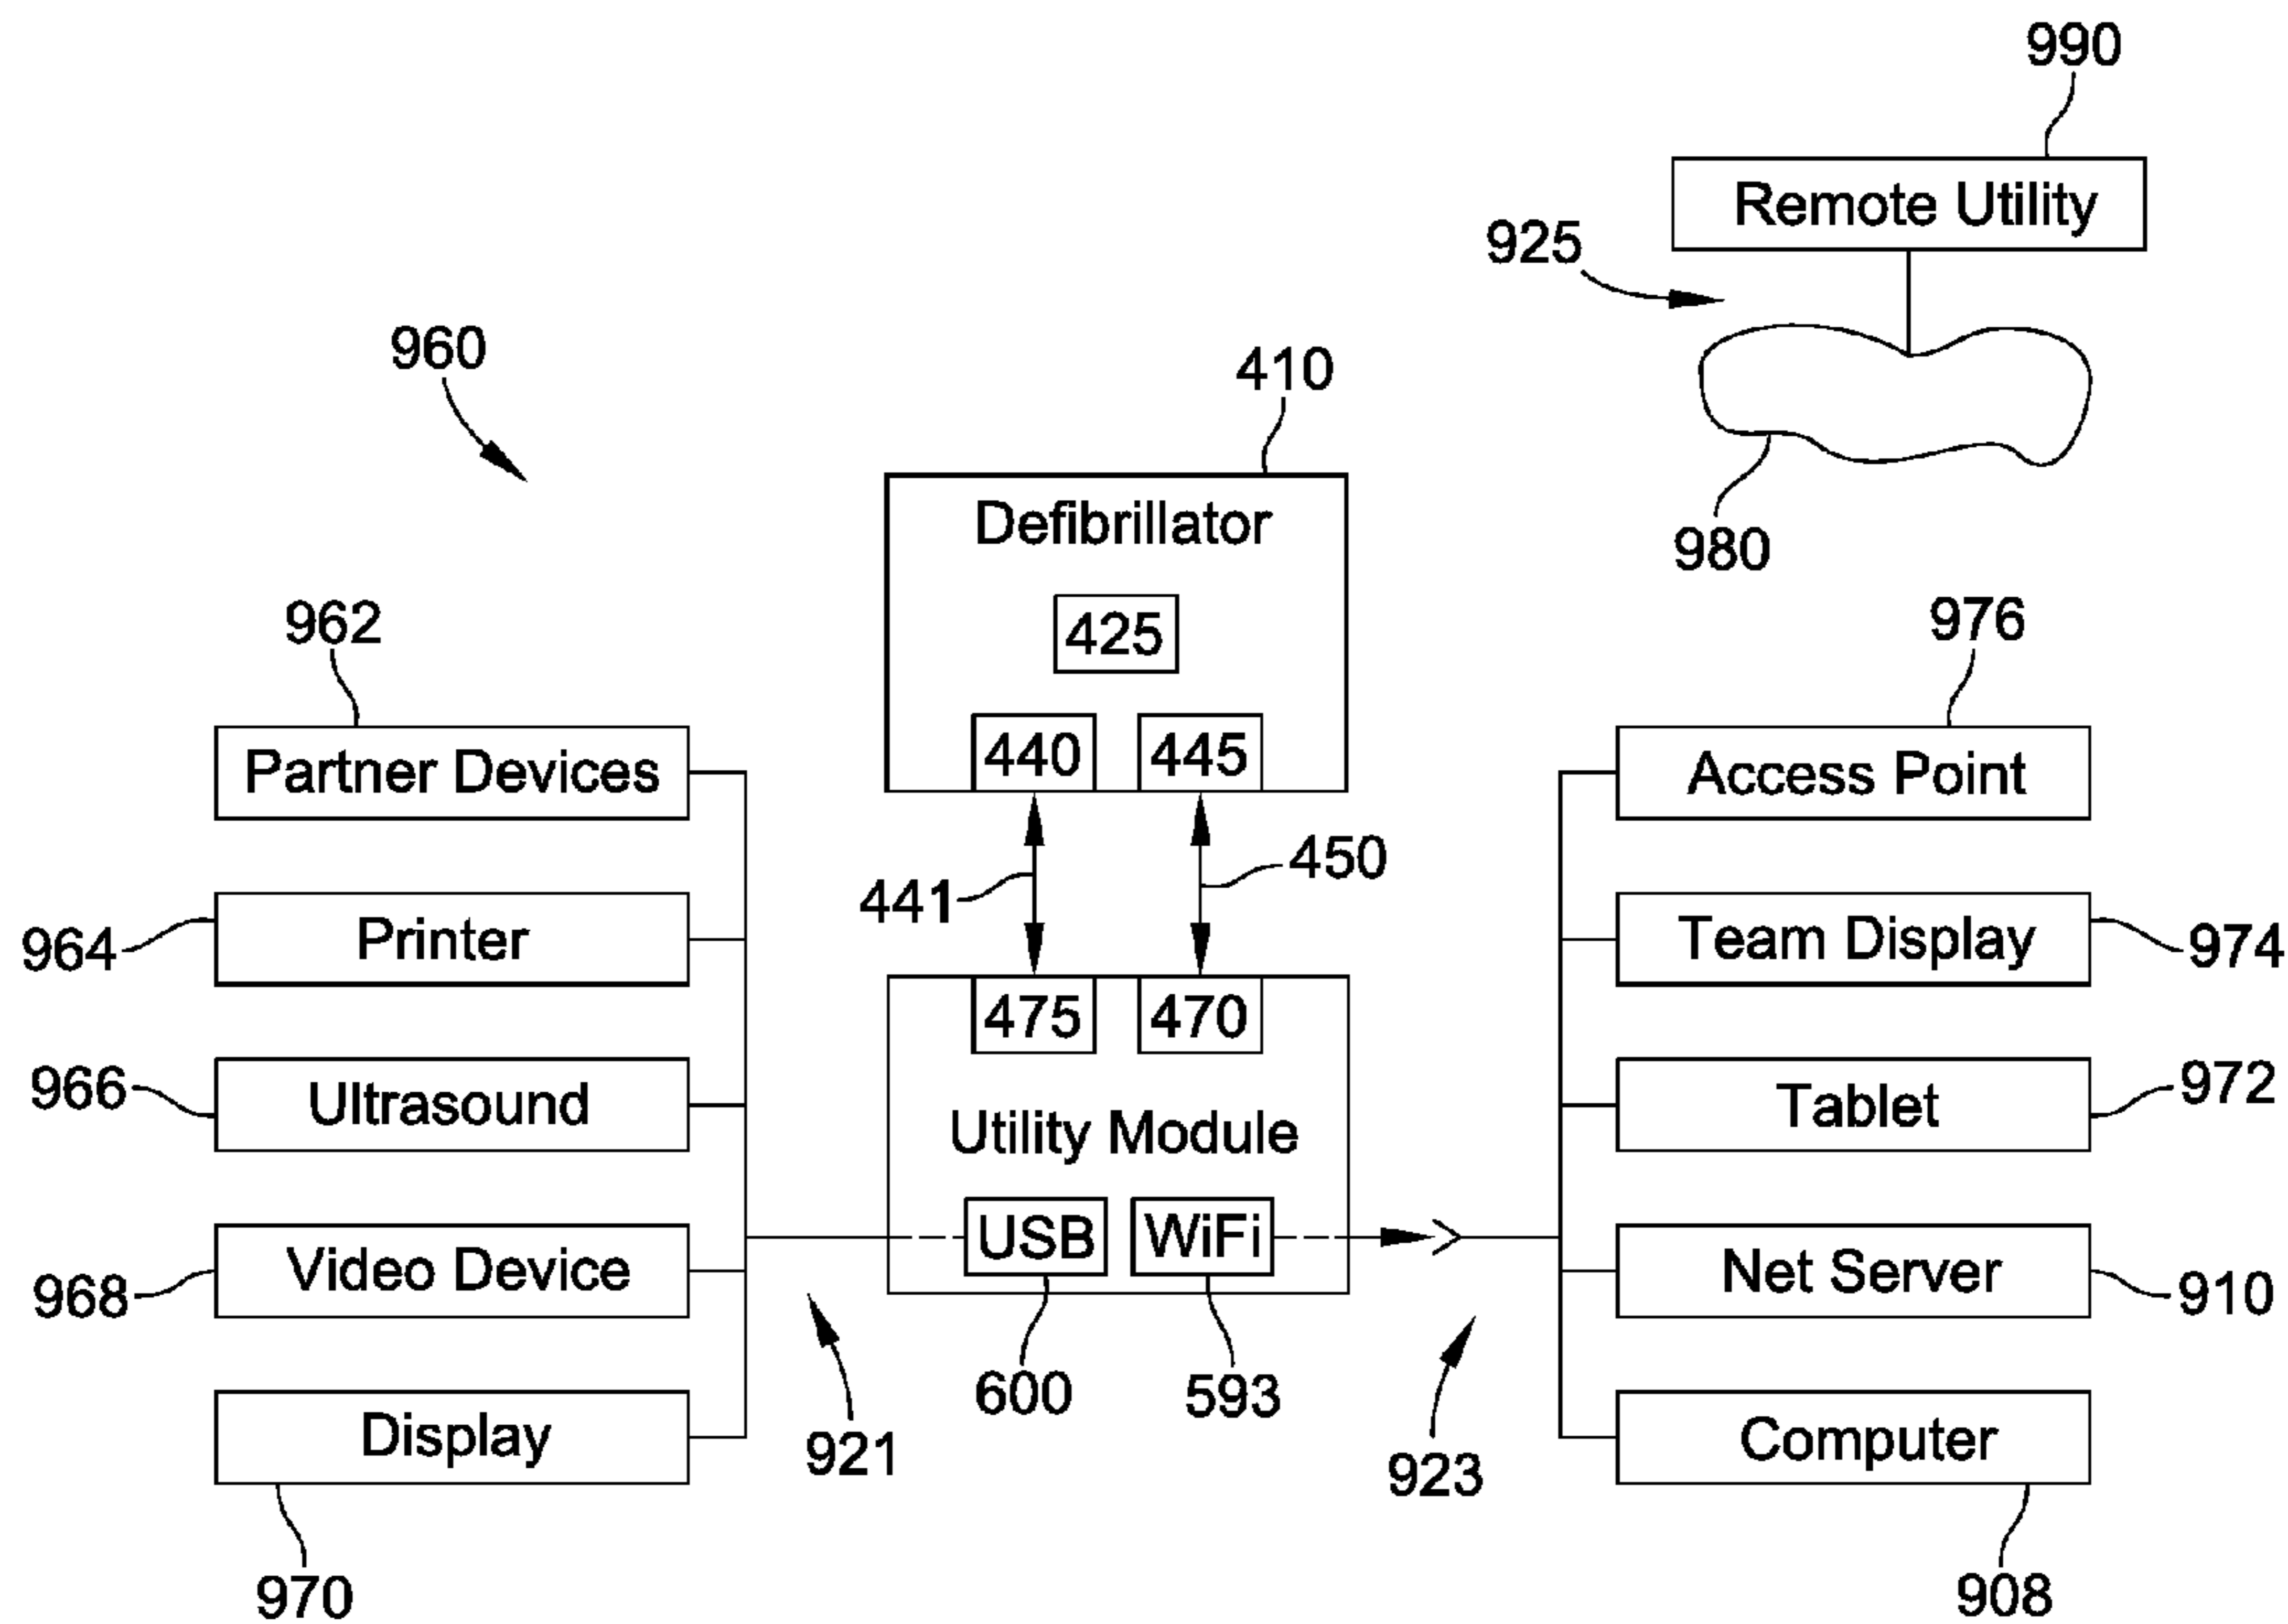 990
Remote Utility
925
960
410
980
Defibrillator
425
440
445
962
Partner Devices
976
Access Point
441
450
964
Printer
Team Display
974
475
470
966
Ultrasound
Utility Module
Tablet
972
USB
WiFi
968
Video Device
Net Server
910
600
593
Display
921
923
Computer
970
908